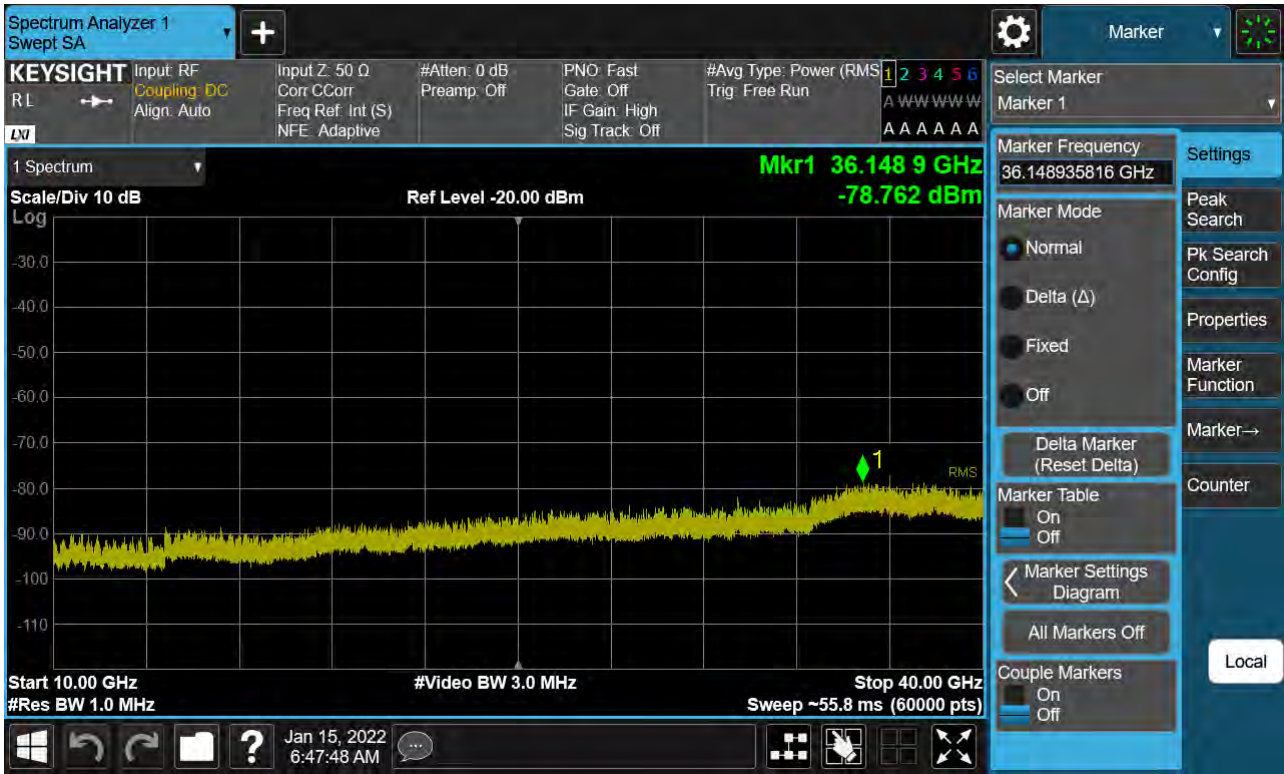 Spectrum Analyzer 1
Swept SA
Marker
KEYSIGHT
RL
LXI
Input: RF
Coupling: DC
Align: Auto
Input Z: 50 Ω
Corr CCorr
Freq Ref: Int (S)
NFE: Adaptive
#Atten: 0 dB
Preamp: Off
PNO: Fast
Gate: Off
IF Gain: High
Sig Track: Off
#Avg Type: Power (RMS
Trig: Free Run
1 2 3 4 5 6
A W W W W W
A A A A A A
Select Marker
Marker 1
1 Spectrum
Mkr1 36.148 9 GHz
-78.762 dBm
Scale/Div 10 dB
Ref Level -20.00 dBm
Log
-30.0
-40.0
-50.0
-60.0
-70.0
-80.0
-90.0
-100
-110
1
RMS
Start 10.00 GHz
#Video BW 3.0 MHz
Stop 40.00 GHz
#Res BW 1.0 MHz
Sweep ~55.8 ms (60000 pts)
Marker Frequency
36.148935816 GHz
Marker Mode
Normal
Delta (Δ)
Fixed
Off
Delta Marker
(Reset Delta)
Marker Table
On
Off
Marker Settings
Diagram
All Markers Off
Couple Markers
On
Off
Settings
Peak
Search
Pk Search
Config
Properties
Marker
Function
Marker→
Counter
Local
?
Jan 15, 2022
6:47:48 AM